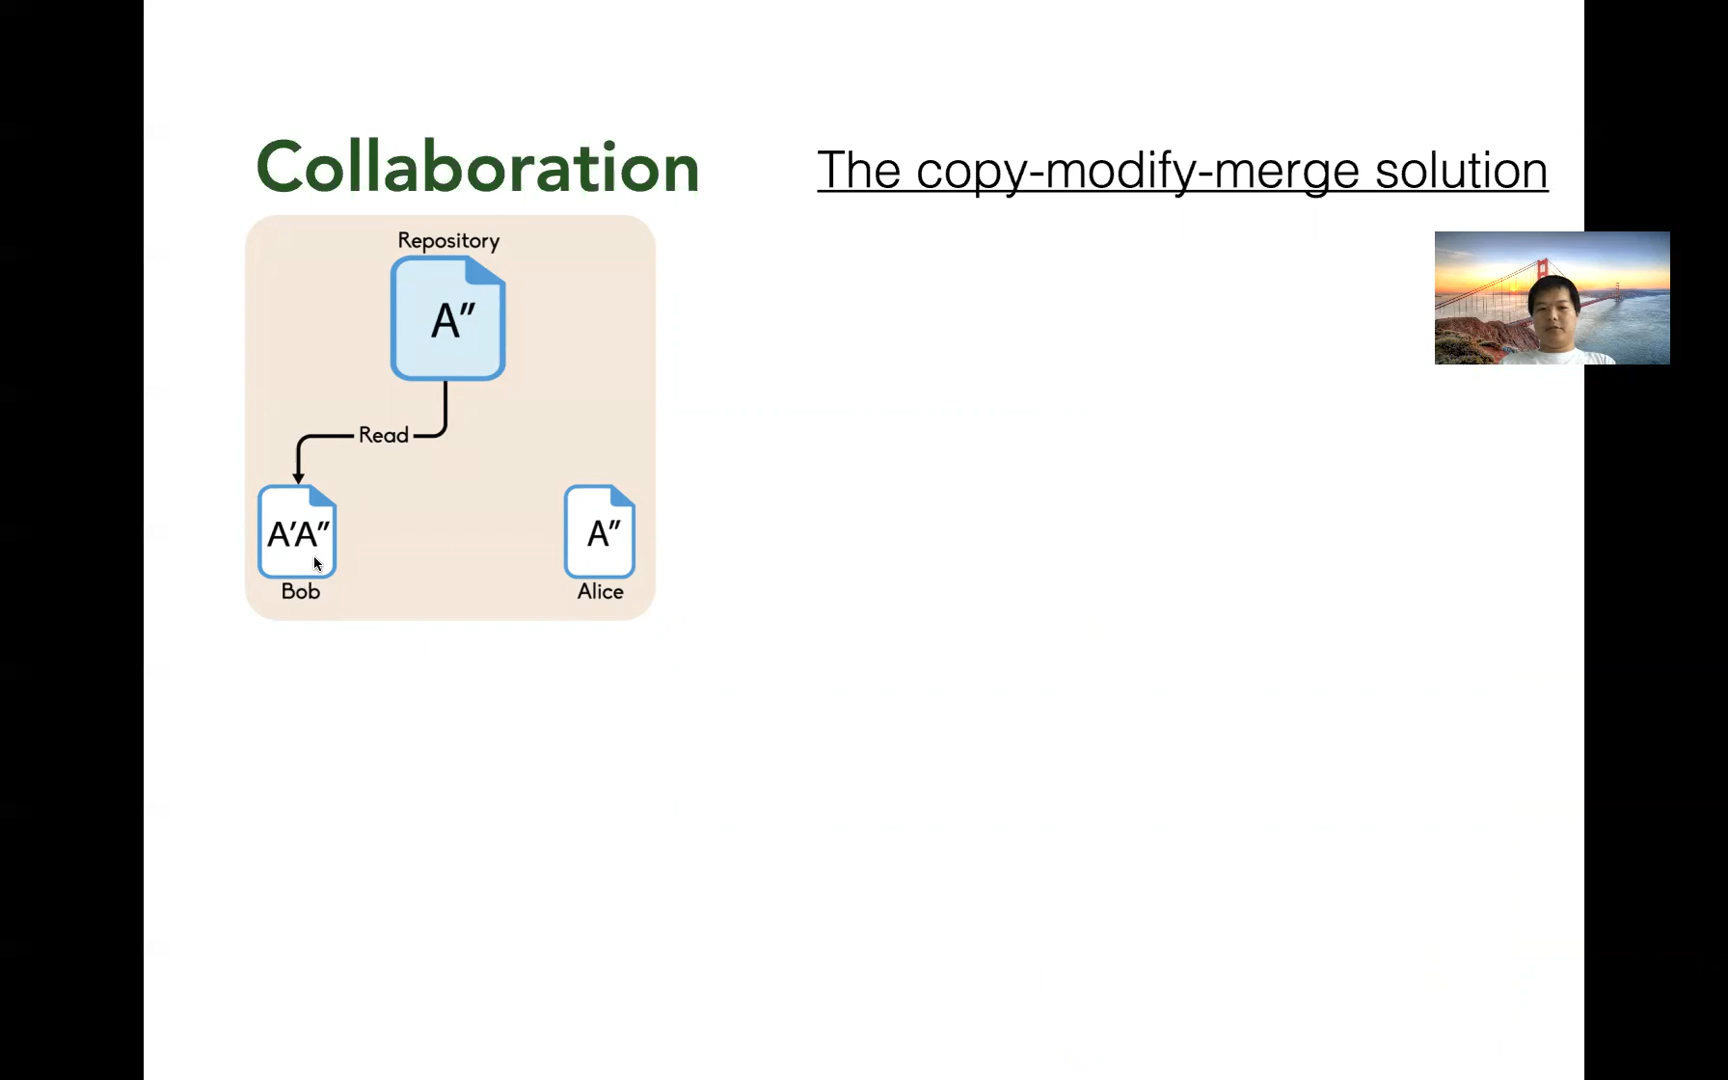 Collaboration
The copy-modify-merge solution
Repository
A″
Read
A′A″
A″
Bob
Alice